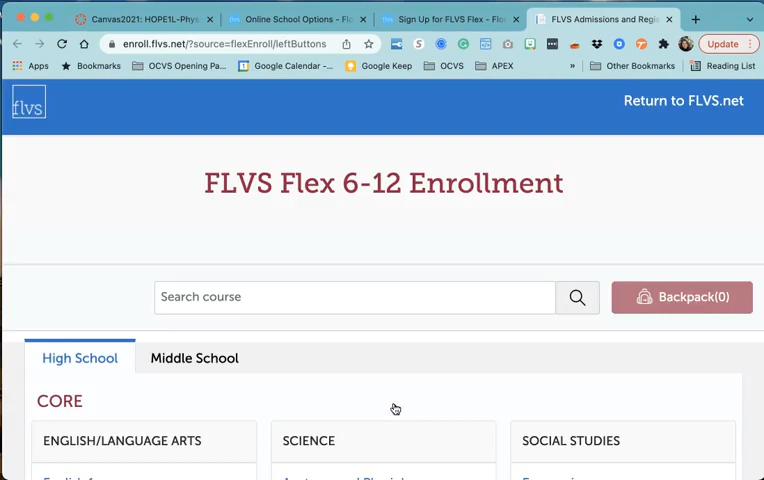 Canvas2021: HOPE1L-Phys
Online School Options - Flo
Sign Up for FLVS Flex - Flor
FLVS Admissions and Regis
enroll.flvs.net/?source=flexEnroll/leftButtons
Update
Apps
Bookmarks
OCVS Opening Pa...
Google Calendar -...
Google Keep
OCVS
APEX
»
Other Bookmarks
Reading List
flvs
Return to FLVS.net
FLVS Flex 6-12 Enrollment
Search course
Backpack(0)
High School
Middle School
CORE
ENGLISH/LANGUAGE ARTS
SCIENCE
SOCIAL STUDIES